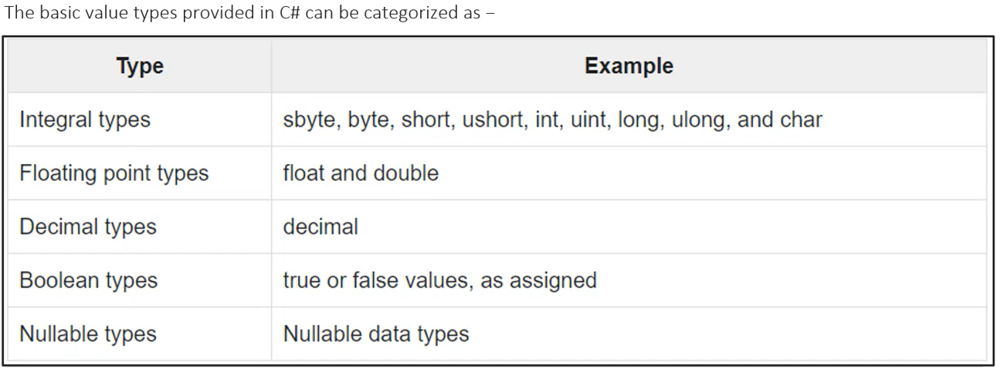 The basic value types provided in C# can be categorized as –
Type Example
Integral types sbyte, byte, short, ushort, int, uint, long, ulong, and char
Floating point types float and double
Decimal types decimal
Boolean types true or false values, as assigned
Nullable types Nullable data types